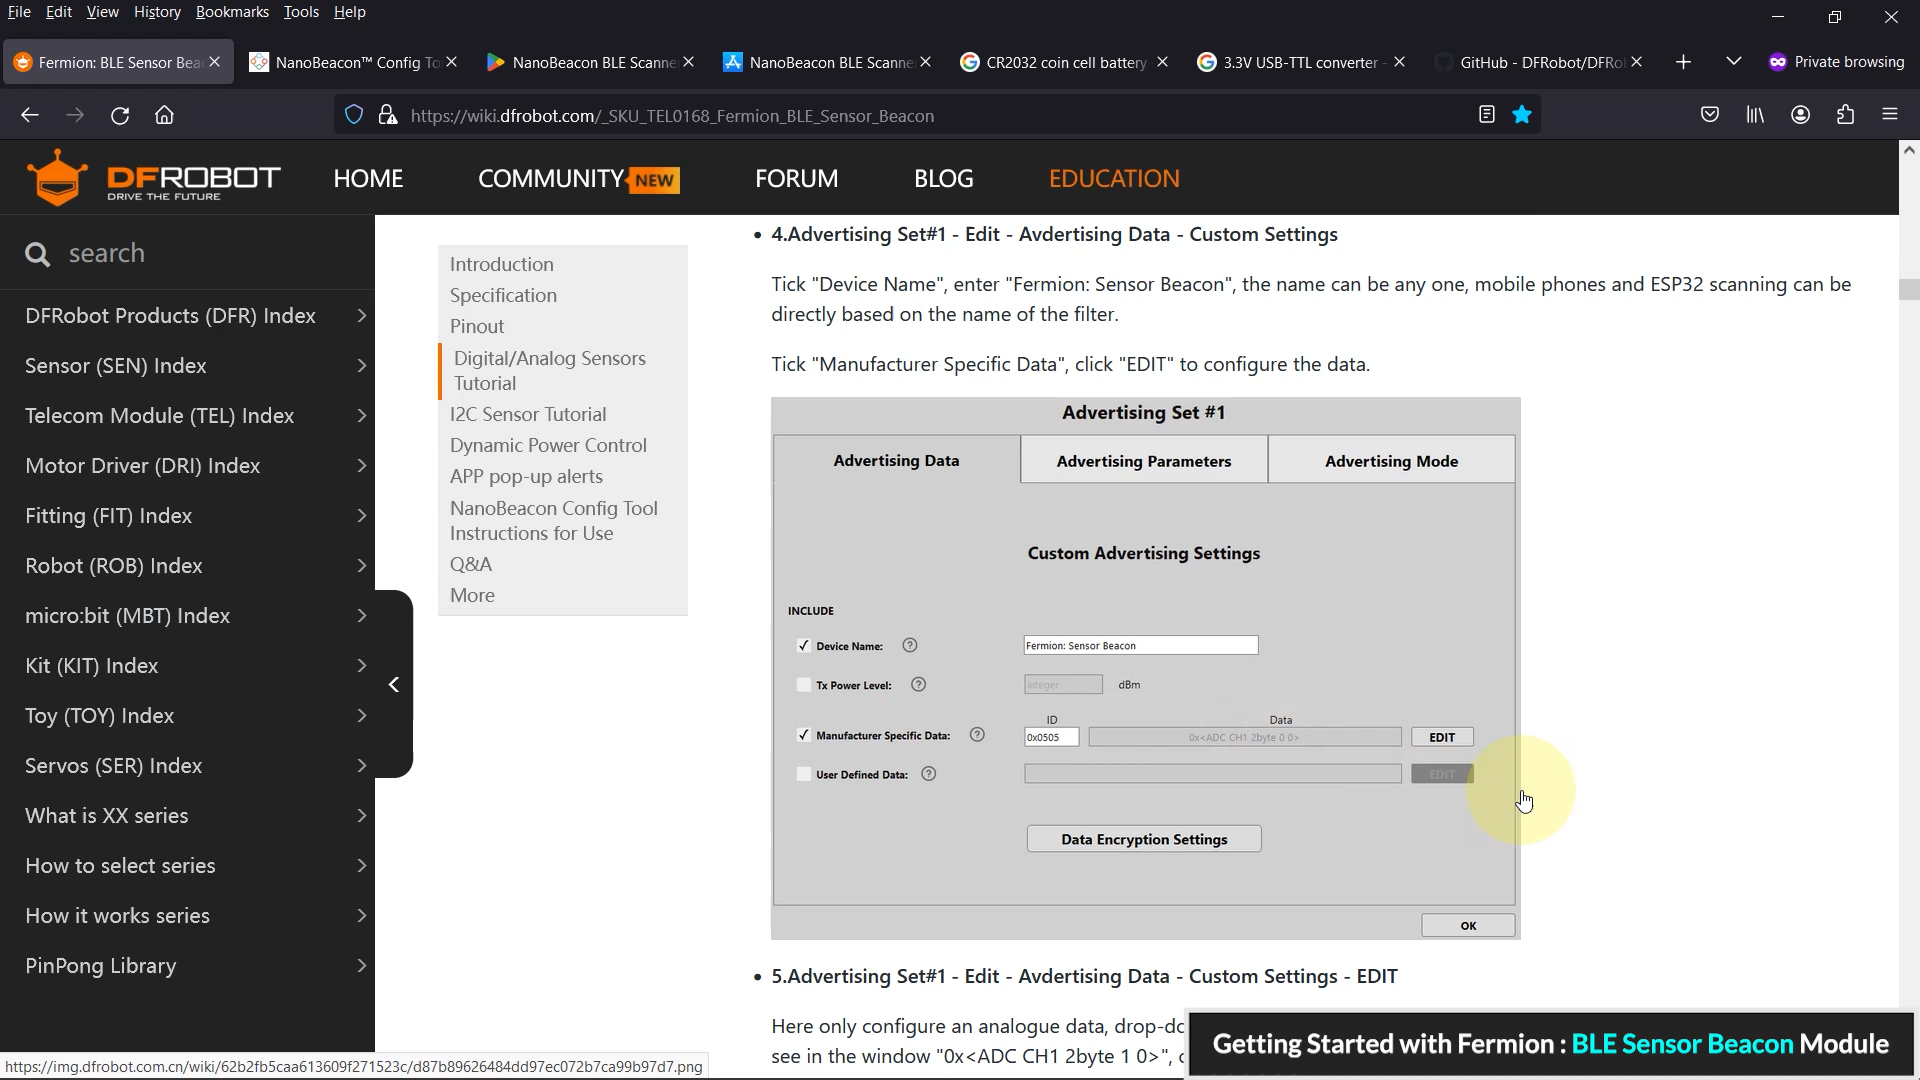 File Edit View History Bookmarks Tools Help
Fermion: BLE Sensor Bea
NanoBeacon™ Config To
NanoBeacon BLE Scanne
NanoBeacon BLE Scanne
CR2032 coin cell battery
3.3V USB-TTL converter -
GitHub - DFRobot/DFRo
Private browsing
https://wiki.dfrobot.com/_SKU_TEL0168_Fermion_BLE_Sensor_Beacon
DFROBOT
DRIVE THE FUTURE
HOME
COMMUNITY NEW
FORUM
BLOG
EDUCATION
search
DFRobot Products (DFR) Index
Sensor (SEN) Index
Telecom Module (TEL) Index
Motor Driver (DRI) Index
Fitting (FIT) Index
Robot (ROB) Index
micro:bit (MBT) Index
Kit (KIT) Index
Toy (TOY) Index
Servos (SER) Index
What is XX series
How to select series
How it works series
PinPong Library
Introduction
Specification
Pinout
Digital/Analog Sensors
Tutorial
I2C Sensor Tutorial
Dynamic Power Control
APP pop-up alerts
NanoBeacon Config Tool
Instructions for Use
Q&A
More
• 4.Advertising Set#1 - Edit - Avdertising Data - Custom Settings
Tick "Device Name", enter "Fermion: Sensor Beacon", the name can be any one, mobile phones and ESP32 scanning can be
directly based on the name of the filter.
Tick "Manufacturer Specific Data", click "EDIT" to configure the data.
Advertising Set #1
Advertising Data
Advertising Parameters
Advertising Mode
Custom Advertising Settings
INCLUDE
Device Name: ? Fermion: Sensor Beacon
Tx Power Level: ? integer dBm
ID Data
Manufacturer Specific Data: ? 0x0505 0x<ADC CH1 2byte 0 0> EDIT
User Defined Data: ? EDIT
Data Encryption Settings
OK
• 5.Advertising Set#1 - Edit - Avdertising Data - Custom Settings - EDIT
Here only configure an analogue data, drop-do
see in the window "0x<ADC CH1 2byte 1 0>", c
Getting Started with Fermion : BLE Sensor Beacon Module
https://img.dfrobot.com.cn/wiki/62b2fb5caa613609f271523c/d87b89626484dd97ec072b7ca99b97d7.png